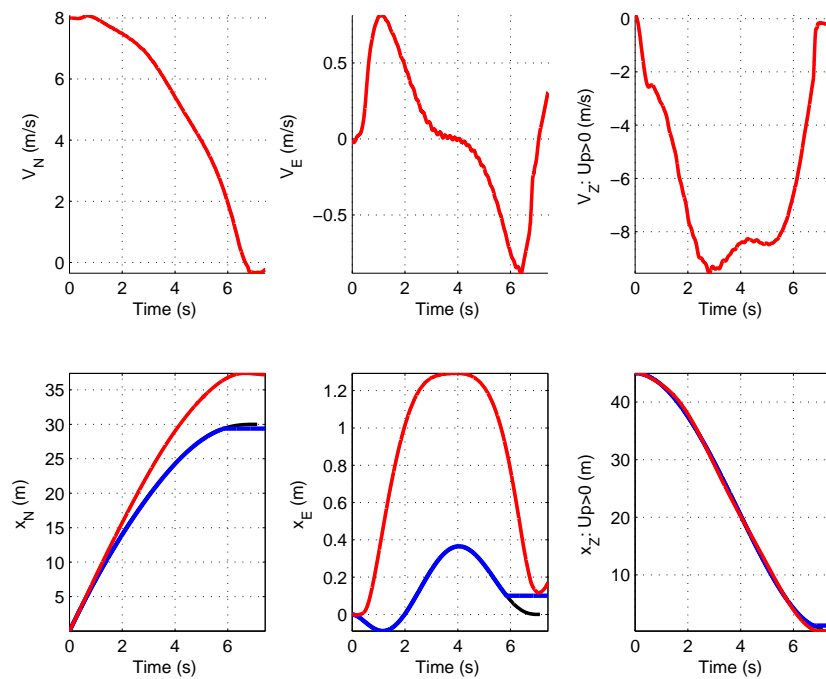 8
6
4
2
0
V_N (m/s)
0 2 4 6
Time (s)
0.5
0
−0.5
V_E (m/s)
0 2 4 6
Time (s)
0
−2
−4
−6
−8
V_Z: Up>0 (m/s)
0 2 4 6
Time (s)
35
30
25
20
15
10
5
x_N (m)
0 2 4 6
Time (s)
1.2
1
0.8
0.6
0.4
0.2
0
x_E (m)
0 2 4 6
Time (s)
40
30
20
10
x_Z: Up>0 (m)
0 2 4 6
Time (s)